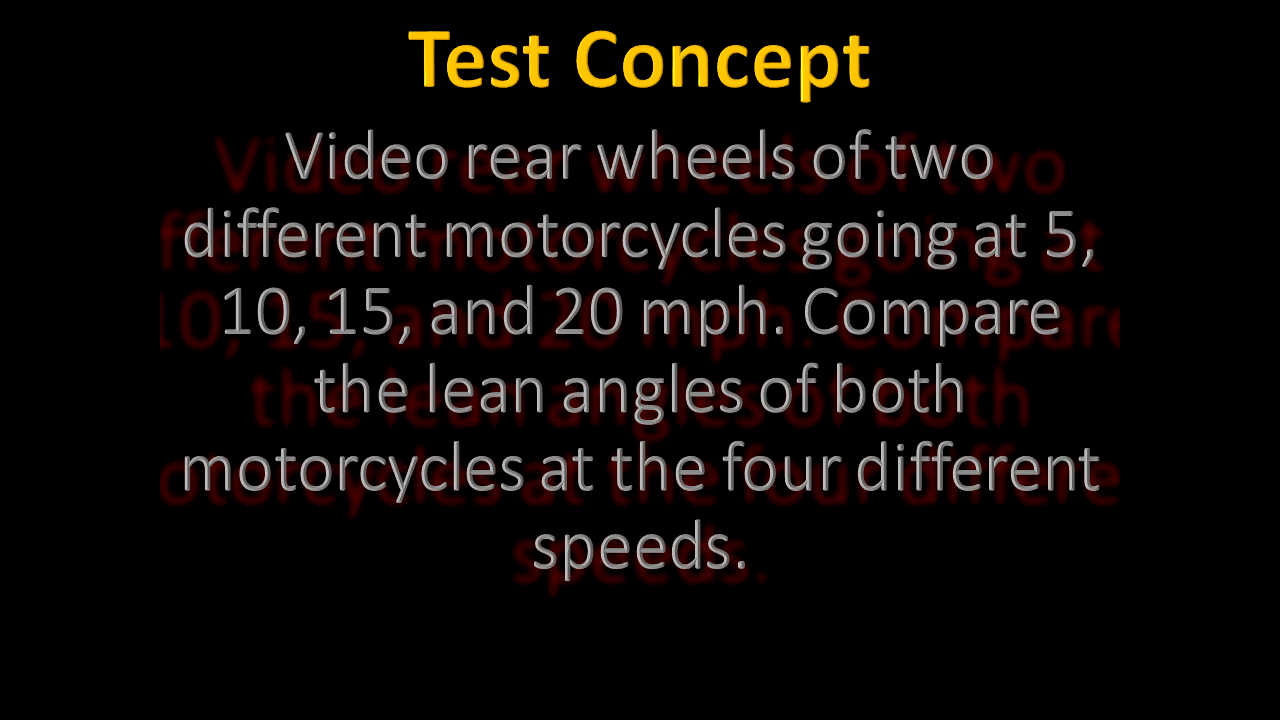 Test Concept
Video rear wheels of two
different motorcycles going at 5,
10, 15, and 20 mph. Compare
the lean angles of both
motorcycles at the four different
speeds.